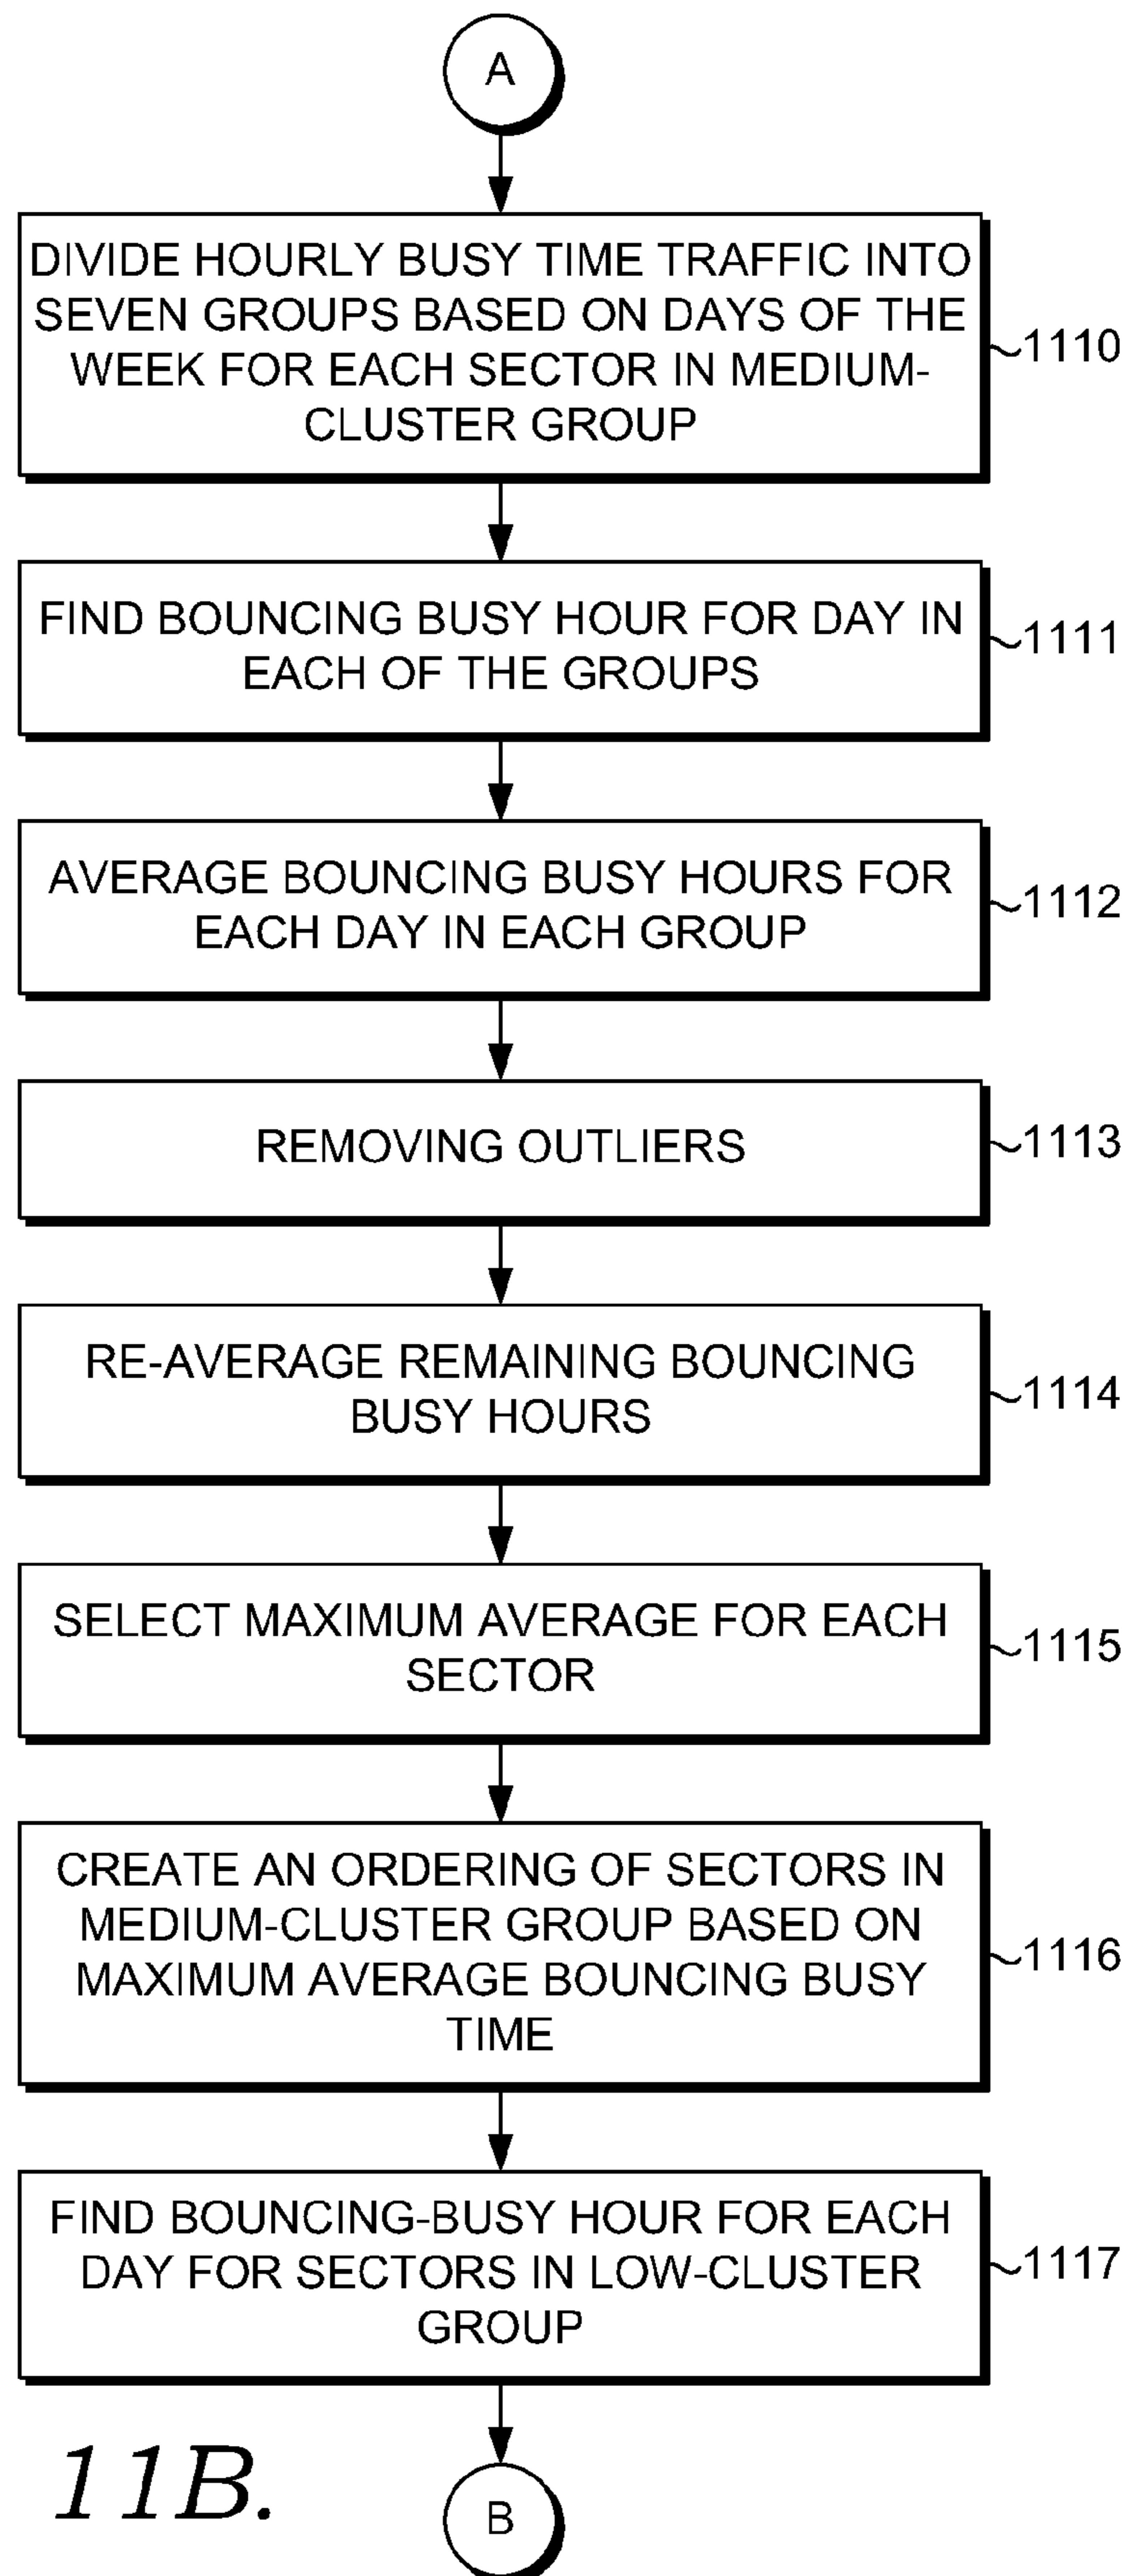 A
DIVIDE HOURLY BUSY TIME TRAFFIC INTO
SEVEN GROUPS BASED ON DAYS OF THE
WEEK FOR EACH SECTOR IN MEDIUM-
CLUSTER GROUP
1110
FIND BOUNCING BUSY HOUR FOR DAY IN
EACH OF THE GROUPS
1111
AVERAGE BOUNCING BUSY HOURS FOR
EACH DAY IN EACH GROUP
1112
REMOVING OUTLIERS
1113
RE-AVERAGE REMAINING BOUNCING
BUSY HOURS
1114
SELECT MAXIMUM AVERAGE FOR EACH
SECTOR
1115
CREATE AN ORDERING OF SECTORS IN
MEDIUM-CLUSTER GROUP BASED ON
MAXIMUM AVERAGE BOUNCING BUSY
TIME
1116
FIND BOUNCING-BUSY HOUR FOR EACH
DAY FOR SECTORS IN LOW-CLUSTER
GROUP
1117
11B.
B